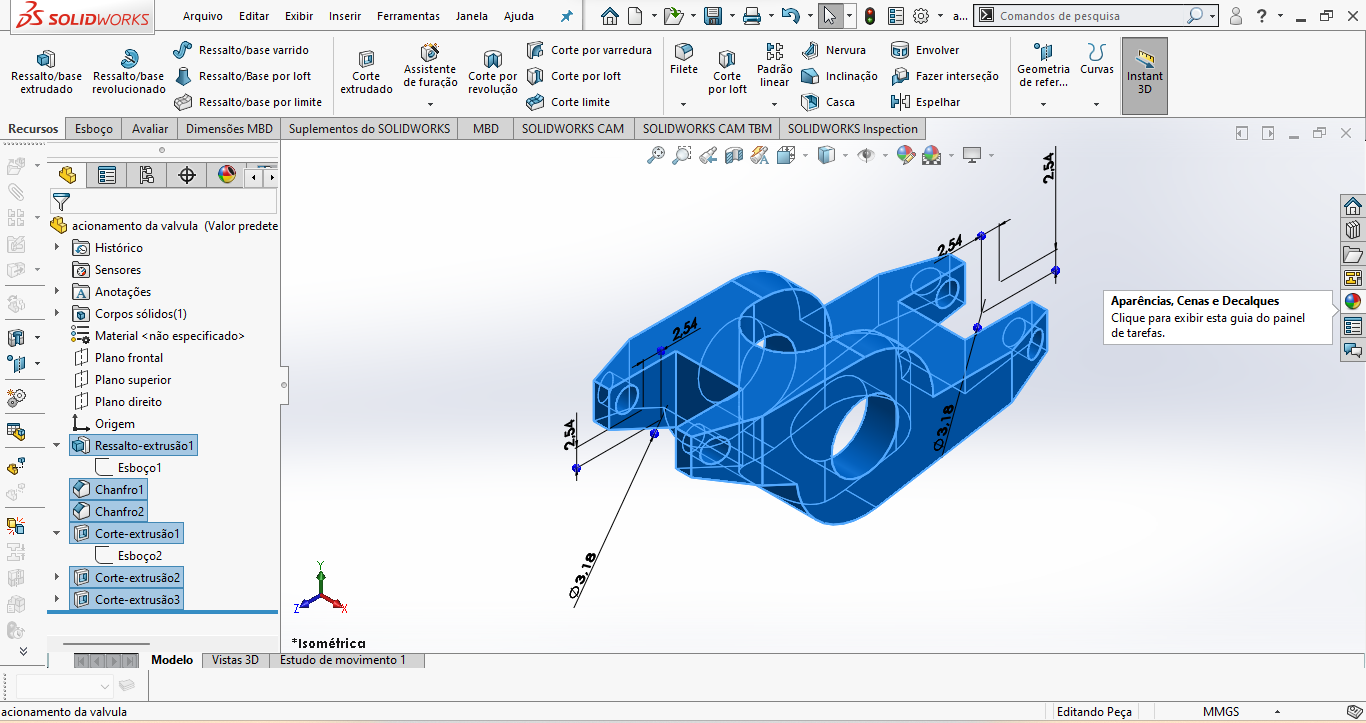 SOLIDWORKS
Arquivo Editar Exibir Inserir Ferramentas Janela Ajuda
a...
Comandos de pesquisa
?
Ressalto/base extrudado
Ressalto/base revolucionado
Ressalto/base varrido
Ressalto/Base por loft
Ressalto/base por limite
Corte extrudado
Assistente de furação
Corte por revolução
Corte por varredura
Corte por loft
Corte limite
Filete
Corte por loft
Padrão linear
Nervura
Inclinação
Casca
Envolver
Fazer interseção
Espelhar
Geometria de refer...
Curvas
Instant 3D
Recursos Esboço Avaliar Dimensões MBD Suplementos do SOLIDWORKS MBD SOLIDWORKS CAM SOLIDWORKS CAM TBM SOLIDWORKS Inspection
acionamento da valvula (Valor predete
Histórico
Sensores
A Anotações
Corpos sólidos(1)
Material <não especificado>
Plano frontal
Plano superior
Plano direito
Origem
Ressalto-extrusão1
Esboço1
Chanfro1
Chanfro2
Corte-extrusão1
Esboço2
Corte-extrusão2
Corte-extrusão3
2.54
2.54
2.54
2.54
Ø3.18
Ø3.18
Aparências, Cenas e Decalques
Clique para exibir esta guia do painel
de tarefas.
Y
Z
X
*Isométrica
Modelo Vistas 3D Estudo de movimento 1
acionamento da valvula
Editando Peça
MMGS